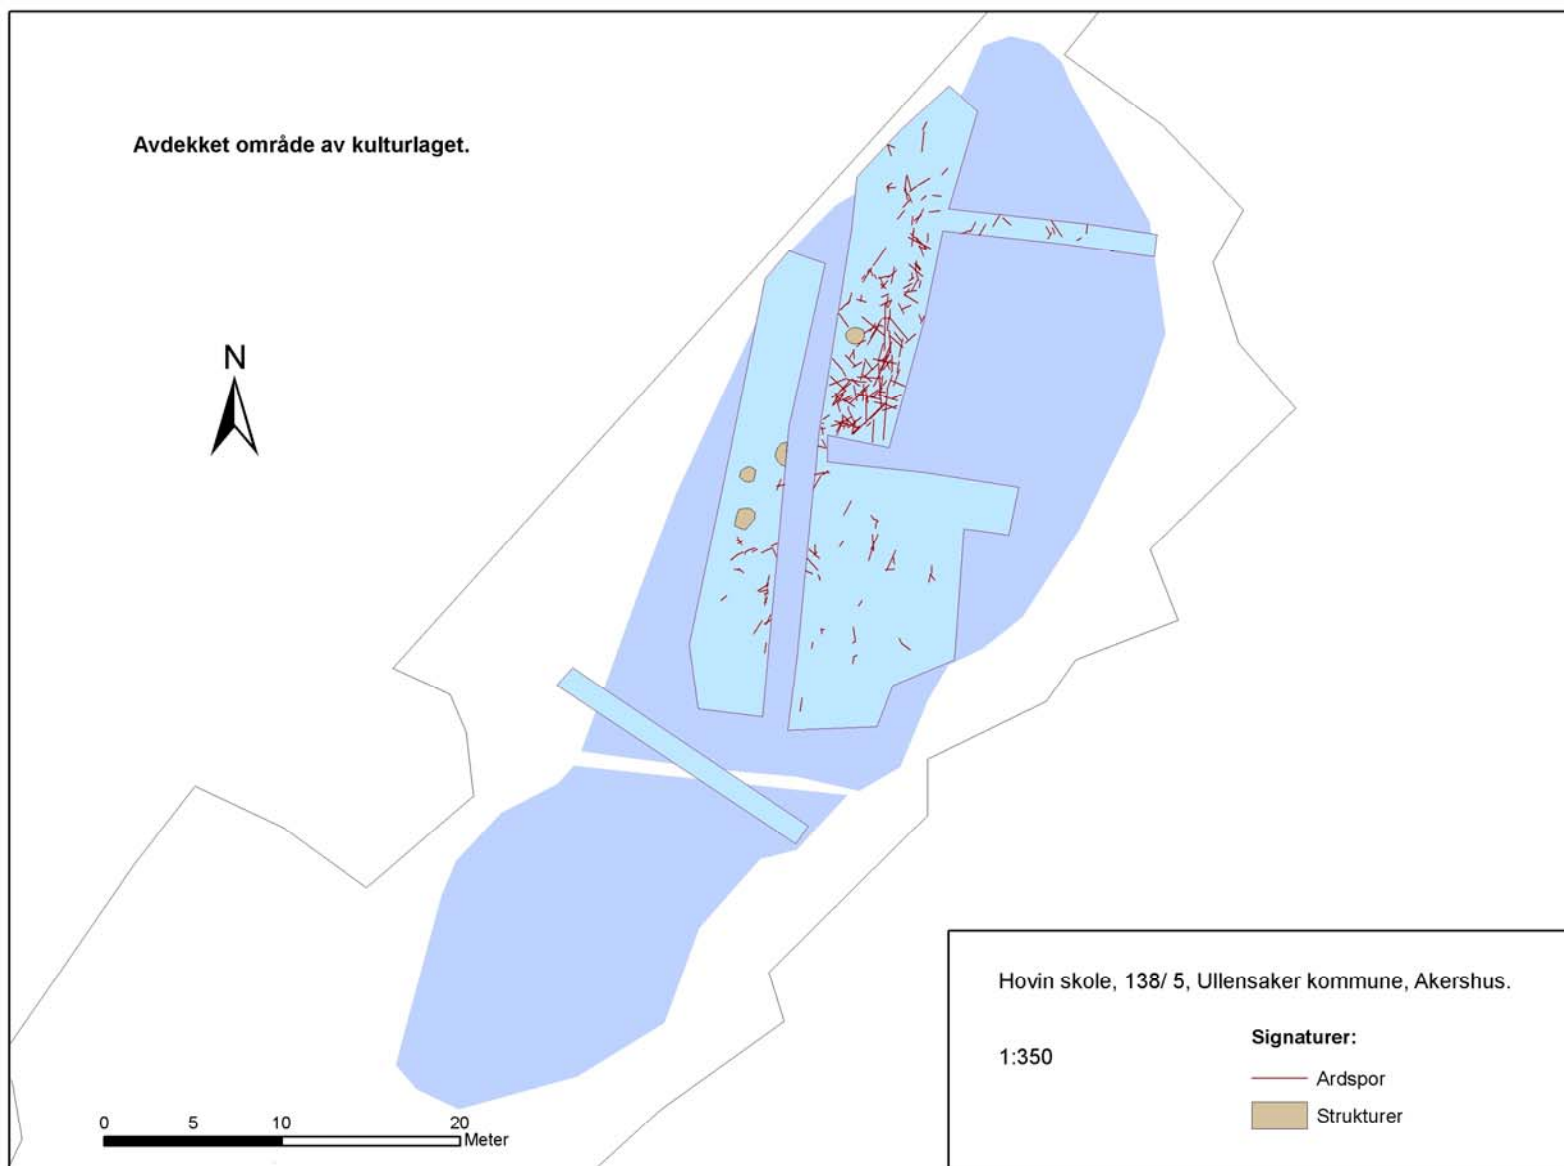 Avdekket område av kulturlaget.
N
Hovin skole, 138/ 5, Ullensaker kommune, Akershus.
1:350
Signaturer:
Ardspor
Strukturer
0 5 10 20
Meter